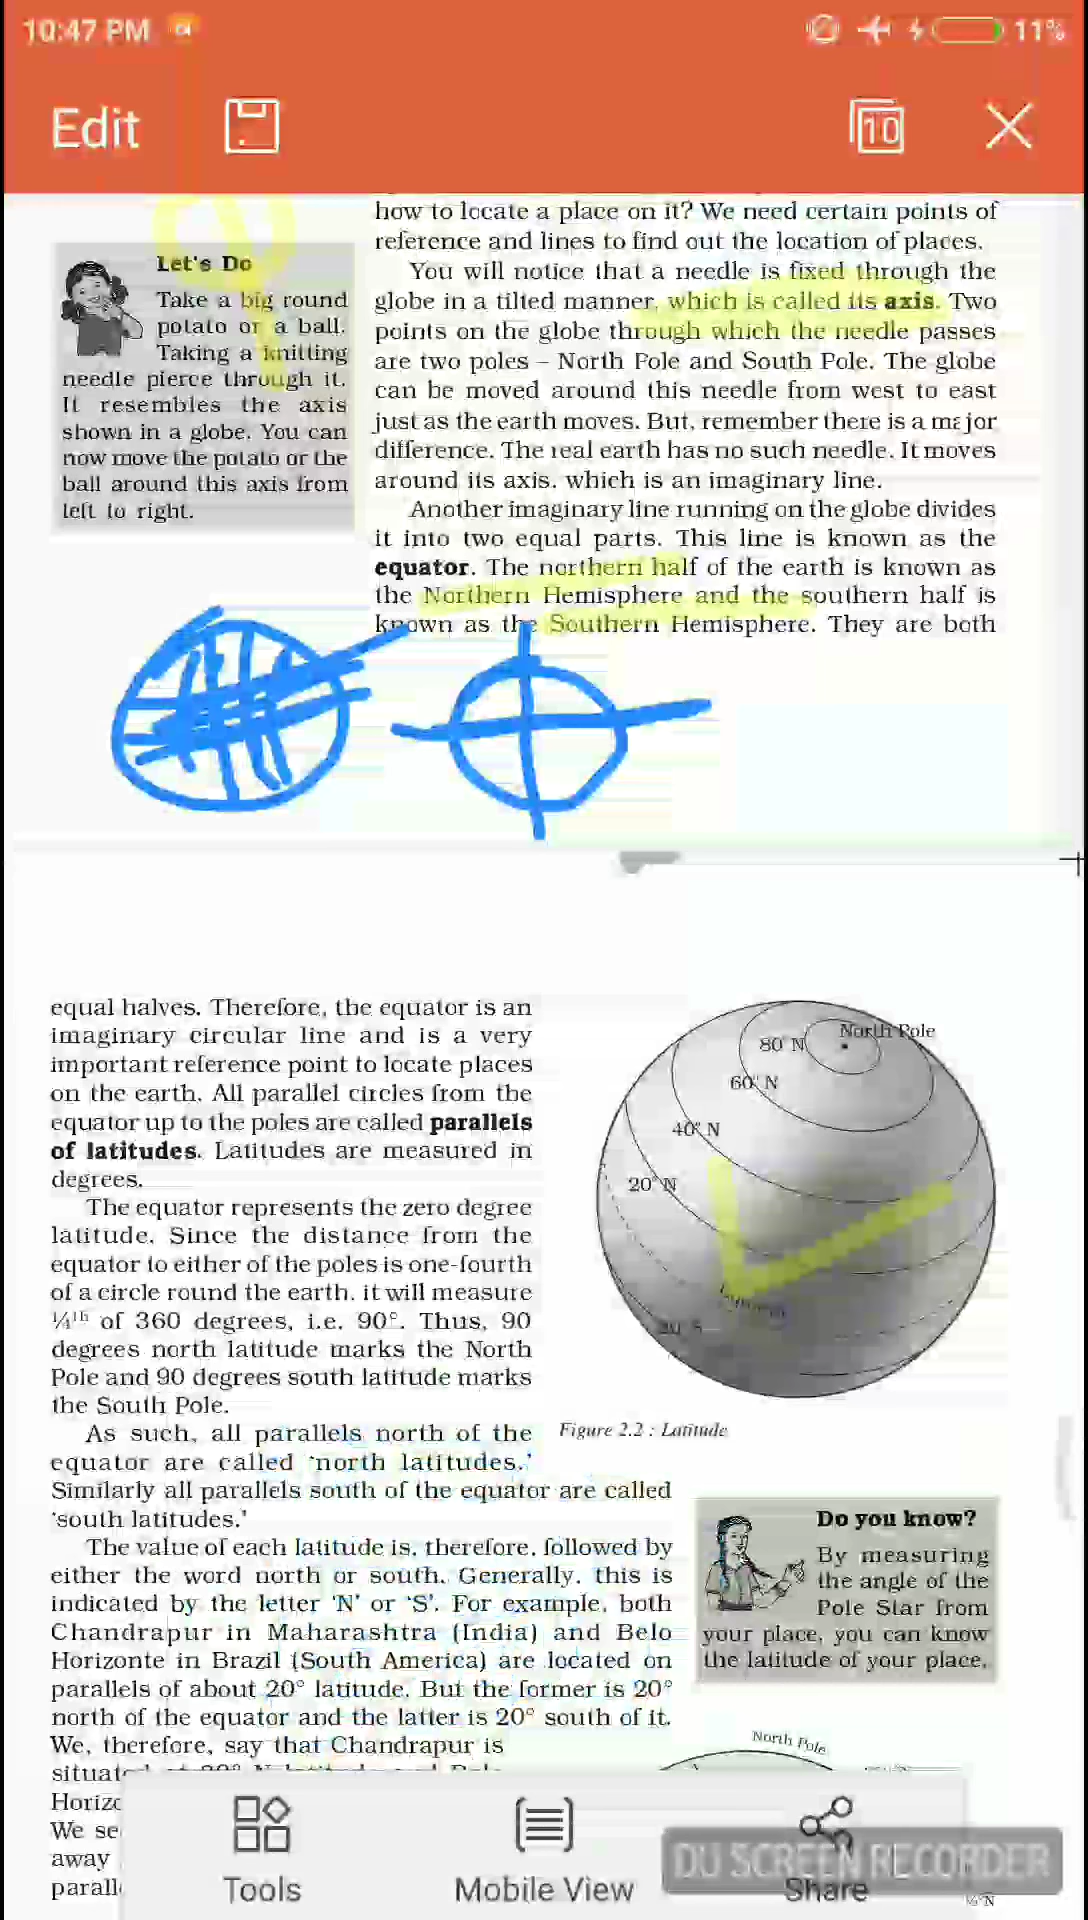 10:47 PM
11%
Edit
10
how to locate a place on it? We need certain points of
reference and lines to find out the location of places.
Let's Do
Take a big round
potato or a ball.
Taking a knitting
needle pierce through it.
It resembles the axis
shown in a globe. You can
now move the potato or the
ball around this axis from
left to right.
You will notice that a needle is fixed through the
globe in a tilted manner, which is called its axis. Two
points on the globe through which the needle passes
are two poles – North Pole and South Pole. The globe
can be moved around this needle from west to east
just as the earth moves. But, remember there is a major
difference. The real earth has no such needle. It moves
around its axis, which is an imaginary line.
Another imaginary line running on the globe divides
it into two equal parts. This line is known as the
equator. The northern half of the earth is known as
the Northern Hemisphere and the southern half is
known as the Southern Hemisphere. They are both
equal halves. Therefore, the equator is an
imaginary circular line and is a very
important reference point to locate places
on the earth. All parallel circles from the
equator up to the poles are called parallels
of latitudes. Latitudes are measured in
degrees.
The equator represents the zero degree
latitude. Since the distance from the
equator to either of the poles is one-fourth
of a circle round the earth, it will measure
¼th of 360 degrees, i.e. 90°. Thus, 90
degrees north latitude marks the North
Pole and 90 degrees south latitude marks
the South Pole.
North Pole
80° N
60° N
40° N
20° N
20° S
Figure 2.2 : Latitude
As such, all parallels north of the
equator are called ‘north latitudes.’
Similarly all parallels south of the equator are called
‘south latitudes.’
The value of each latitude is, therefore, followed by
either the word north or south. Generally, this is
indicated by the letter ‘N’ or ‘S’. For example, both
Chandrapur in Maharashtra (India) and Belo
Horizonte in Brazil (South America) are located on
parallels of about 20° latitude. But the former is 20°
north of the equator and the latter is 20° south of it.
We, therefore, say that Chandrapur is
Do you know?
By measuring
the angle of the
Pole Star from
your place, you can know
the latitude of your place.
North Pole
We se
away
Tools
Mobile View
Share
DU SCREEN RECORDER